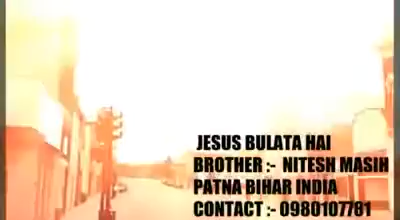 JESUS BULATA HAI
BROTHER :- NITESH MASIH
PATNA BIHAR INDIA
CONTACT :- 0980107781